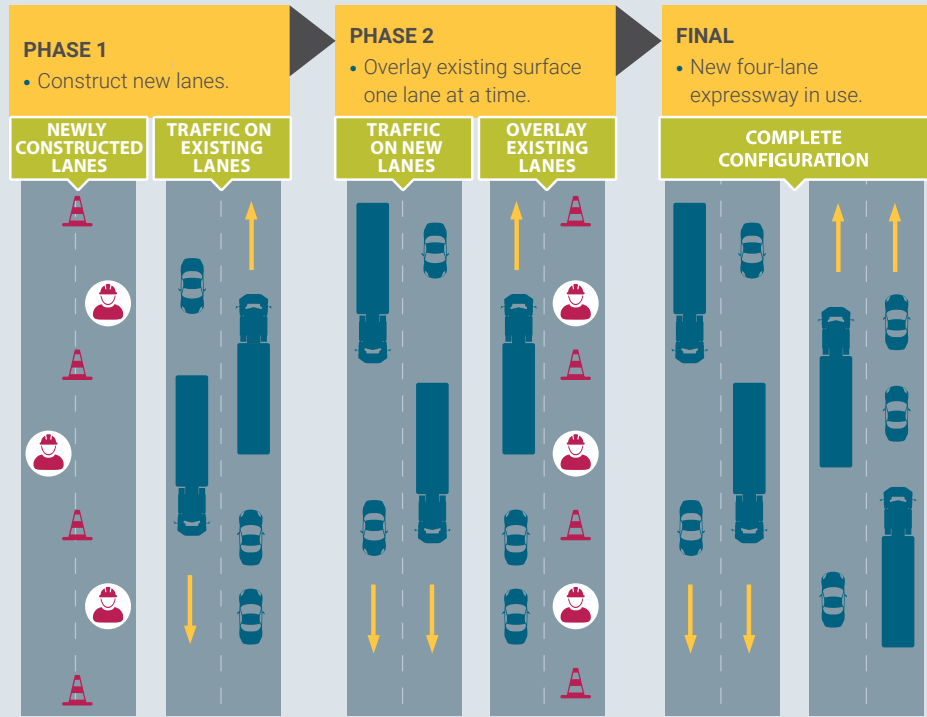 PHASE 1
• Construct new lanes.
PHASE 2
• Overlay existing surface
one lane at a time.
FINAL
• New four-lane
expressway in use.
NEWLY
CONSTRUCTED
LANES
TRAFFIC ON
EXISTING
LANES
TRAFFIC
ON NEW
LANES
OVERLAY
EXISTING
LANES
COMPLETE
CONFIGURATION